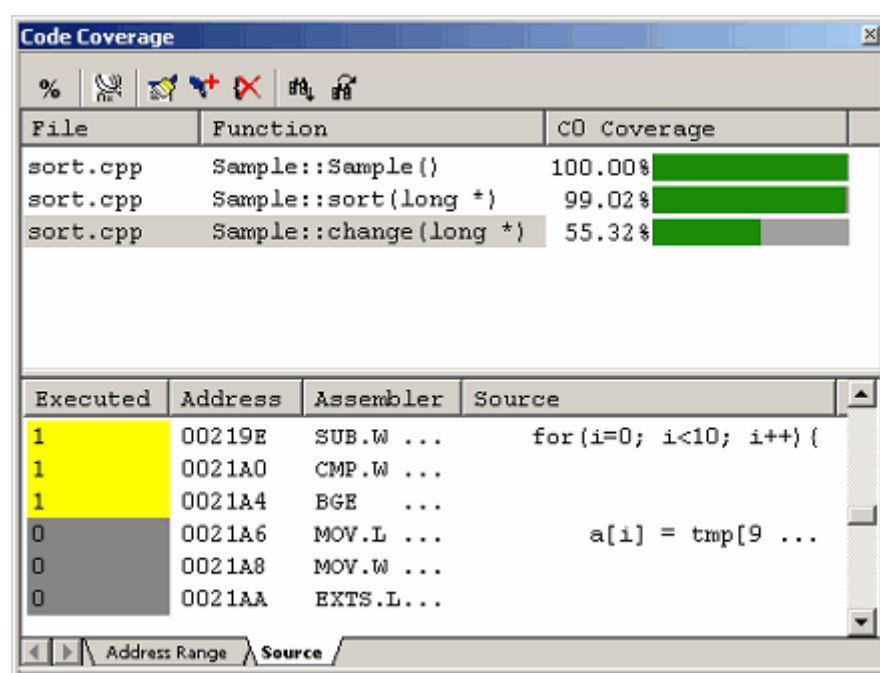 Code Coverage
%
File Function C0 Coverage
sort.cpp Sample::Sample() 100.00%
sort.cpp Sample::sort(long *) 99.02%
sort.cpp Sample::change(long *) 55.32%
Executed Address Assembler Source
1 00219E SUB.W ... for(i=0; i<10; i++){
1 0021A0 CMP.W ...
1 0021A4 BGE ...
0 0021A6 MOV.L ... a[i] = tmp[9 ...
0 0021A8 MOV.W ...
0 0021AA EXTS.L...
Address Range Source